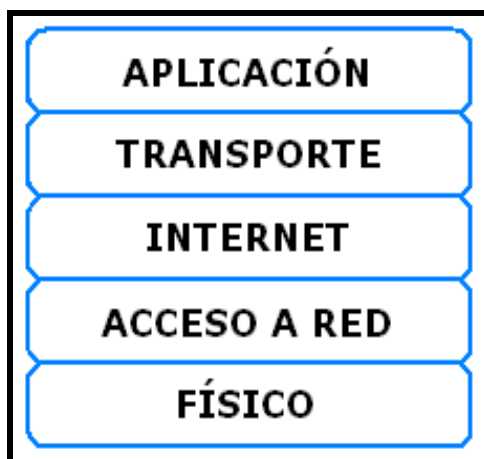 APLICACIÓN
TRANSPORTE
INTERNET
ACCESO A RED
FÍSICO